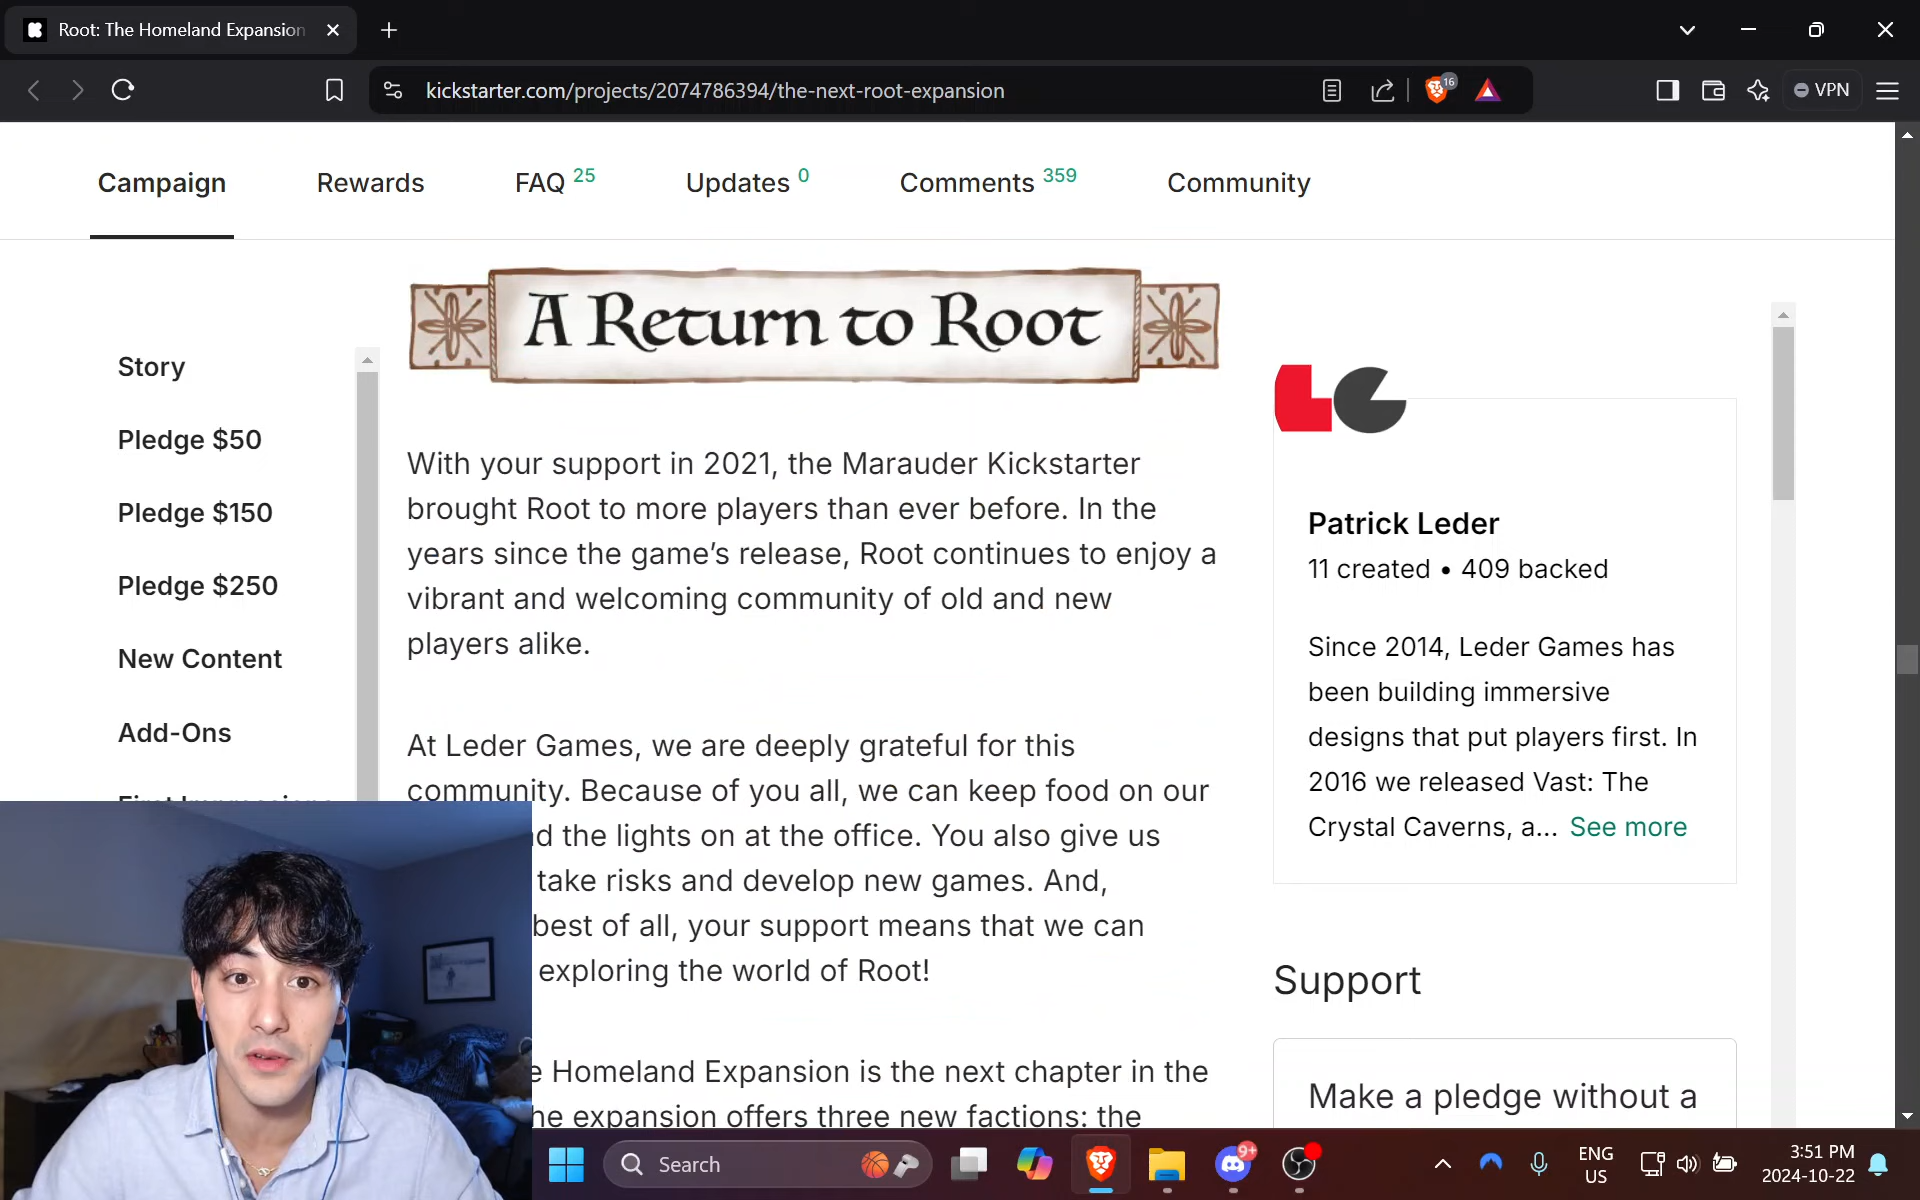 Root: The Homeland Expansion
kickstarter.com/projects/2074786394/the-next-root-expansion
16
VPN
Campaign
Rewards
FAQ 25
Updates 0
Comments 359
Community
Story
Pledge $50
Pledge $150
Pledge $250
New Content
Add-Ons
First Impressions
A Return to Root
With your support in 2021, the Marauder Kickstarter
brought Root to more players than ever before. In the
years since the game’s release, Root continues to enjoy a
vibrant and welcoming community of old and new
players alike.
At Leder Games, we are deeply grateful for this
community. Because of you all, we can keep food on our
the lights on at the office. You also give us
take risks and develop new games. And,
best of all, your support means that we can
exploring the world of Root!
Homeland Expansion is the next chapter in the
expansion offers three new factions: the
Patrick Leder
11 created • 409 backed
Since 2014, Leder Games has
been building immersive
designs that put players first. In
2016 we released Vast: The
Crystal Caverns, a... See more
Support
Make a pledge without a
Search
9+
ENG
US
3:51 PM
2024-10-22